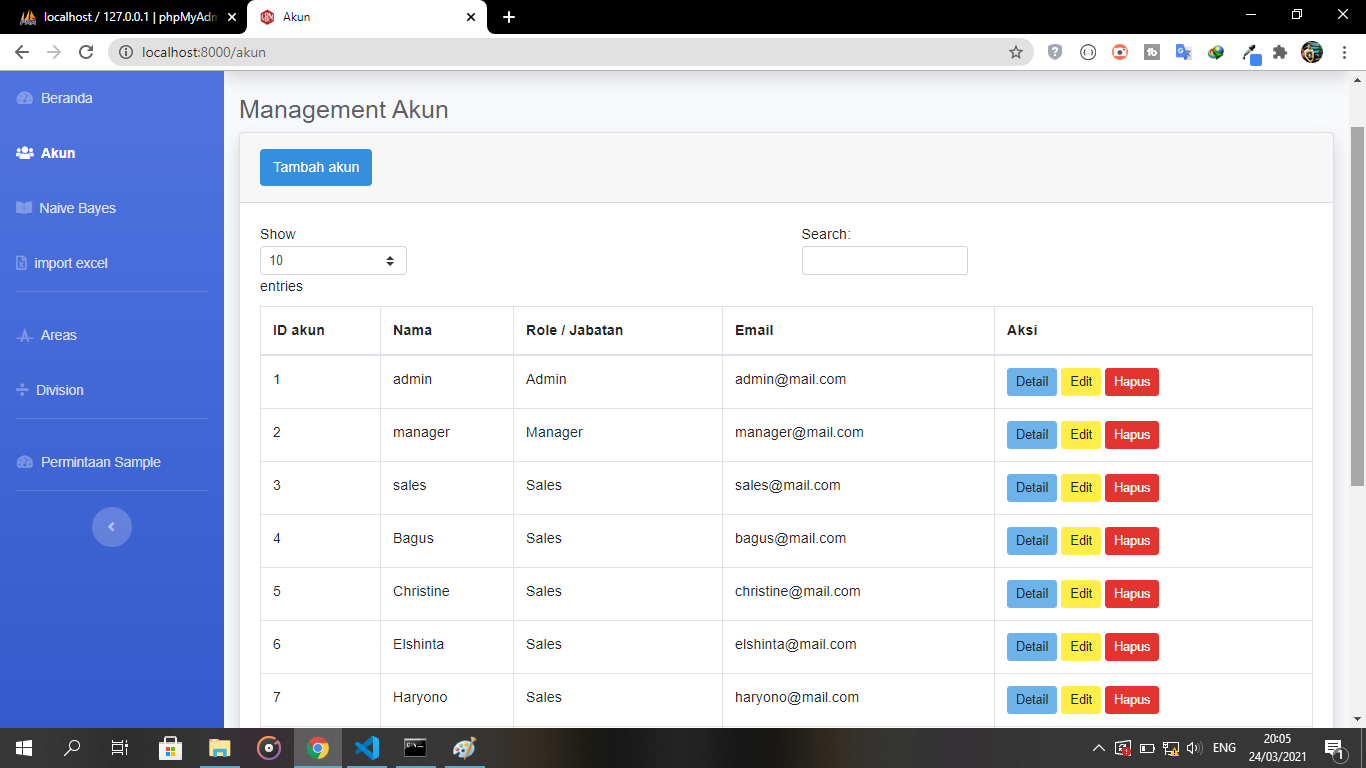 localhost / 127.0.0.1 | phpMyAdm
Akun
localhost:8000/akun
Beranda
Akun
Naive Bayes
import excel
Areas
Division
Permintaan Sample
Management Akun
Tambah akun
Show
10
entries
Search:
ID akun Nama Role / Jabatan Email Aksi
1 admin Admin admin@mail.com Detail Edit Hapus
2 manager Manager manager@mail.com Detail Edit Hapus
3 sales Sales sales@mail.com Detail Edit Hapus
4 Bagus Sales bagus@mail.com Detail Edit Hapus
5 Christine Sales christine@mail.com Detail Edit Hapus
6 Elshinta Sales elshinta@mail.com Detail Edit Hapus
7 Haryono Sales haryono@mail.com Detail Edit Hapus
ENG
20:05
24/03/2021
1